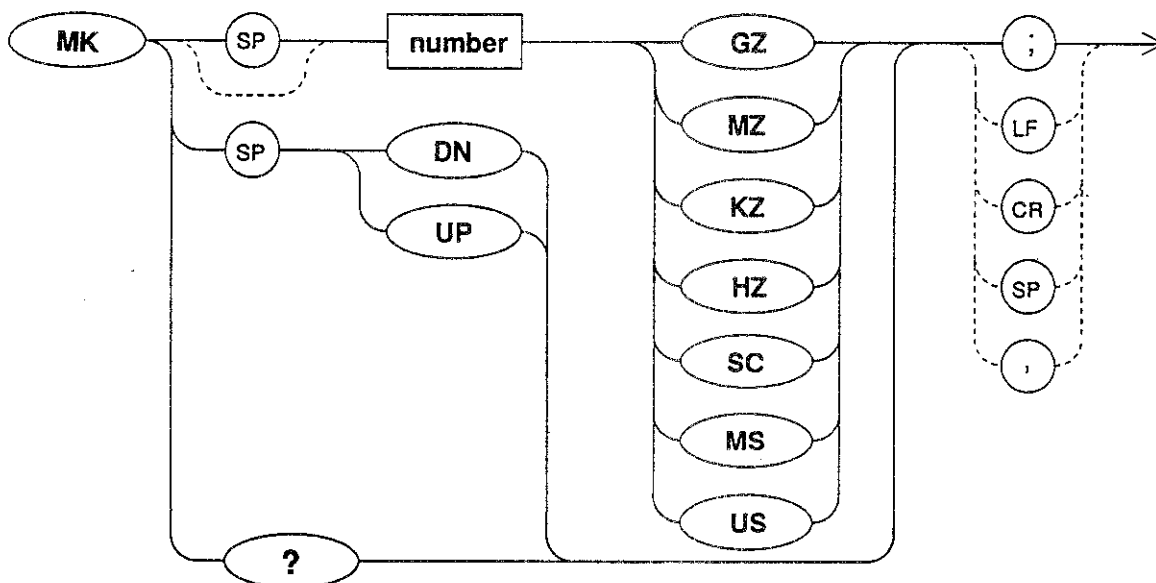 MK SP number GZ ;
MZ LF
SP DN
KZ CR
UP
HZ SP
SC ,
MS
US
?